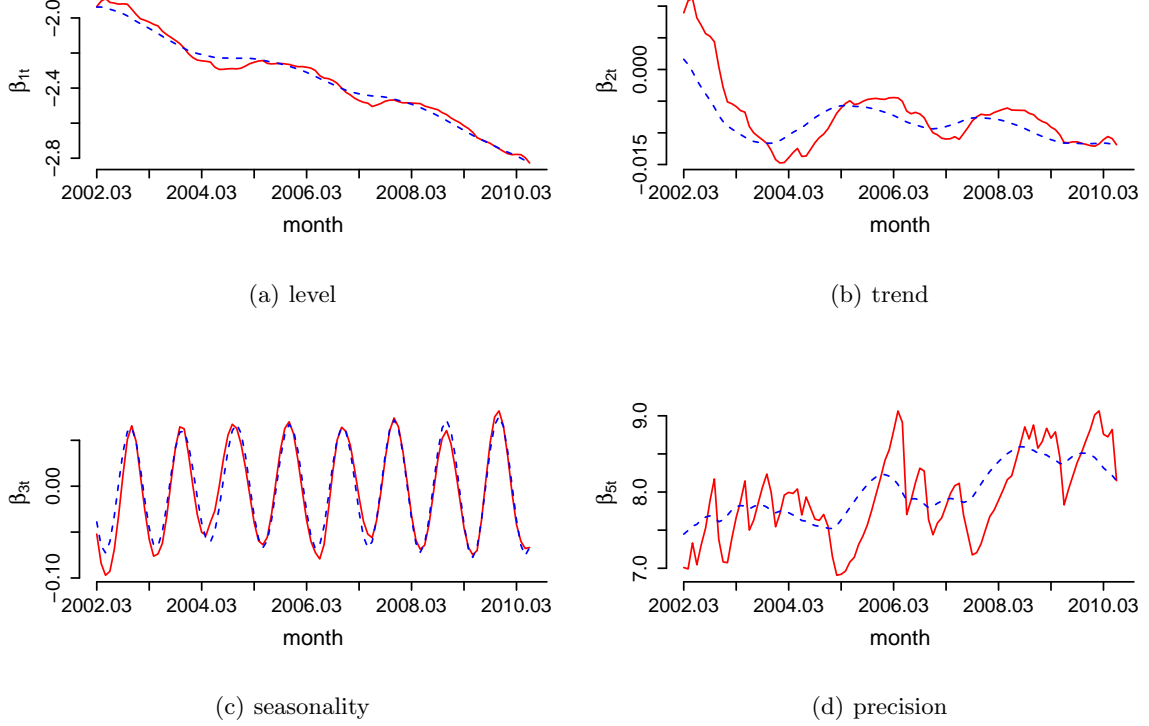 β1t
-2.8 -2.4 -2.0
2002.03 2004.03 2006.03 2008.03 2010.03
month
(a) level
β2t
-0.015 0.000
2002.03 2004.03 2006.03 2008.03 2010.03
month
(b) trend
β3t
-0.10 0.00
2002.03 2004.03 2006.03 2008.03 2010.03
month
(c) seasonality
β5t
7.0 8.0 9.0
2002.03 2004.03 2006.03 2008.03 2010.03
month
(d) precision